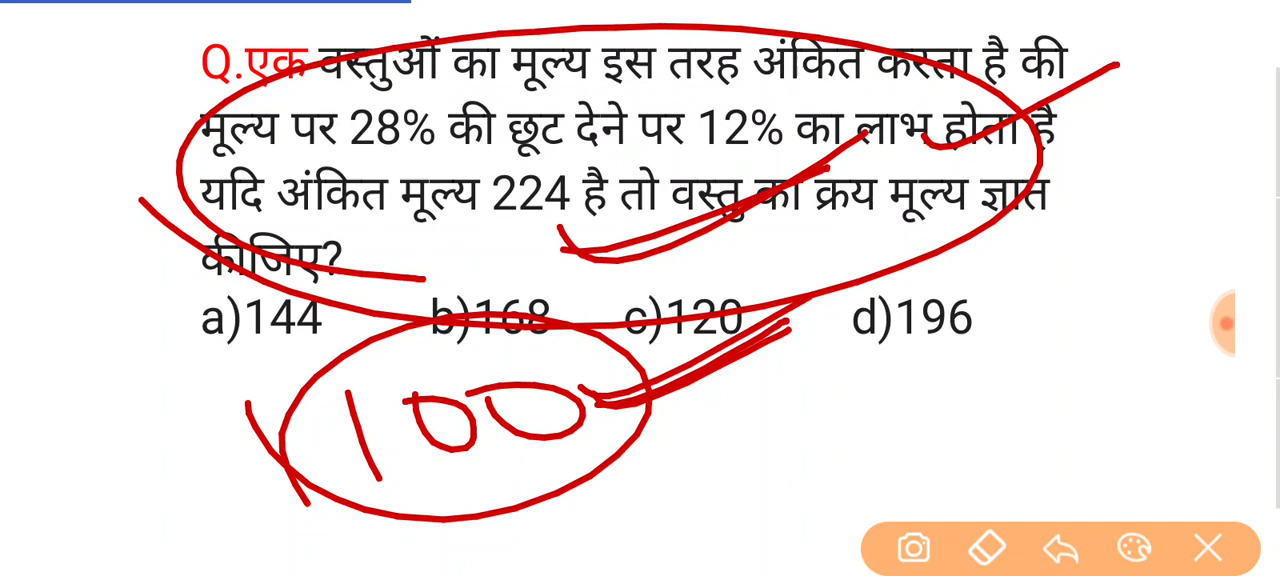 Q.एक वस्तुओं का मूल्य इस तरह अंकित करता है की
मूल्य पर 28% की छूट देने पर 12% का लाभ होता है
यदि अंकित मूल्य 224 है तो वस्तु का क्रय मूल्य ज्ञात
कीजिए?
a)144 b)168 c)120 d)196
100